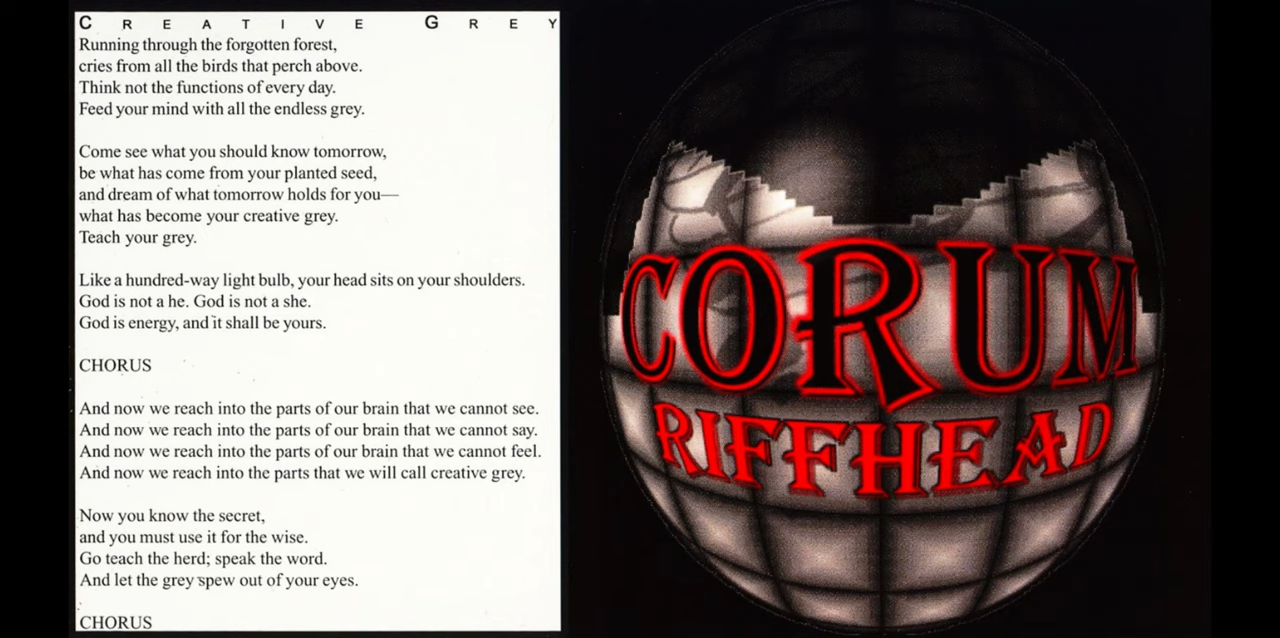 CREATIVE GREY
Running through the forgotten forest,
cries from all the birds that perch above.
Think not the functions of every day.
Feed your mind with all the endless grey.
Come see what you should know tomorrow,
be what has come from your planted seed,
and dream of what tomorrow holds for you—
what has become your creative grey.
Teach your grey.
Like a hundred-way light bulb, your head sits on your shoulders.
God is not a he. God is not a she.
God is energy, and it shall be yours.
CHORUS
And now we reach into the parts of our brain that we cannot see.
And now we reach into the parts of our brain that we cannot say.
And now we reach into the parts of our brain that we cannot feel.
And now we reach into the parts that we will call creative grey.
Now you know the secret,
and you must use it for the wise.
Go teach the herd; speak the word.
And let the grey spew out of your eyes.
CHORUS
CORUM
RIFFHEAD